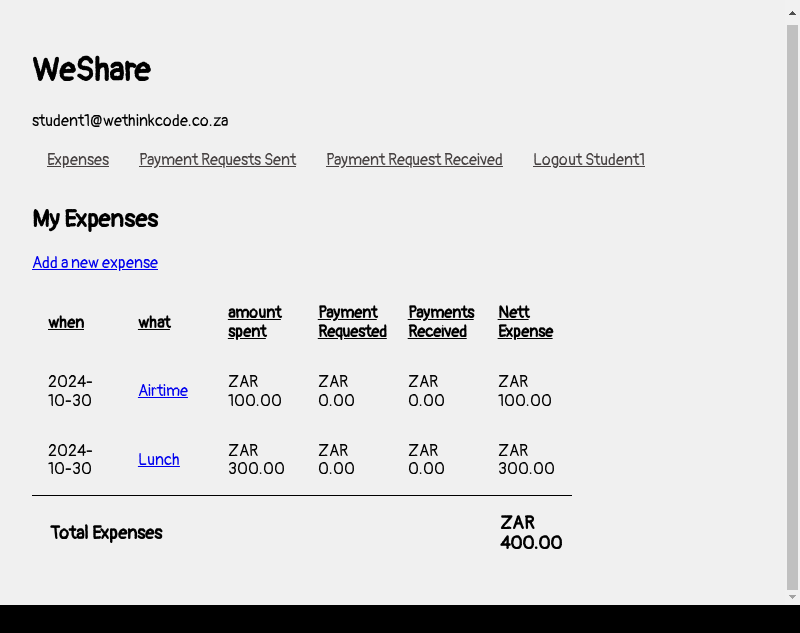 WeShare
student1@wethinkcode.co.za
Expenses Payment Requests Sent Payment Request Received Logout Student1
My Expenses
Add a new expense
when what amount spent Payment Requested Payments Received Nett Expense
2024-10-30 Airtime ZAR 100.00 ZAR 0.00 ZAR 0.00 ZAR 100.00
2024-10-30 Lunch ZAR 300.00 ZAR 0.00 ZAR 0.00 ZAR 300.00
Total Expenses ZAR 400.00